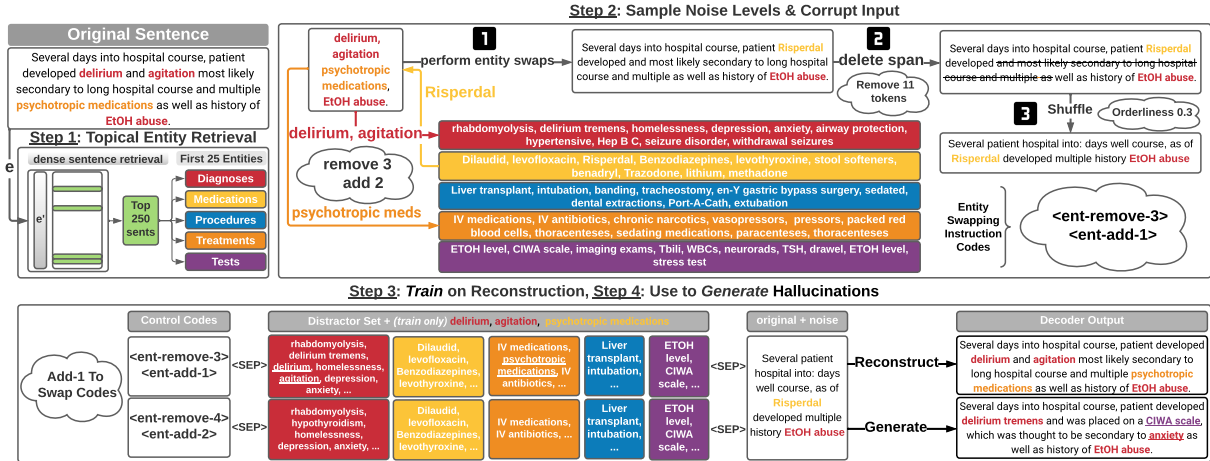 Step 2: Sample Noise Levels & Corrupt Input
Original Sentence
Several days into hospital course, patient
developed delirium and agitation most likely
secondary to long hospital course and multiple
psychotropic medications as well as history of
EtOH abuse.
e
Step 1: Topical Entity Retrieval
dense sentence retrieval
First 25 Entities
e'
Top
250
sents
Diagnoses
Medications
Procedures
Treatments
Tests
delirium,
agitation
psychotropic
medications,
EtOH abuse.
1
perform entity swaps
Risperdal
delirium, agitation
remove 3
add 2
psychotropic meds
Several days into hospital course, patient Risperdal
developed and most likely secondary to long hospital
course and multiple as well as history of EtOH abuse.
2
delete span
Remove 11
tokens
Several days into hospital course, patient Risperdal
developed and most likely secondary to long hospital
course and multiple as well as history of EtOH abuse.
3
Shuffle
Orderliness 0.3
Several patient hospital into: days well course, as of
Risperdal developed multiple history EtOH abuse
rhabdomyolysis, delirium tremens, homelessness, depression, anxiety, airway protection,
hypertensive, Hep B C, seizure disorder, withdrawal seizures
Dilaudid, levofloxacin, Risperdal, Benzodiazepines, levothyroxine, stool softeners,
benadryl, Trazodone, lithium, methadone
Liver transplant, intubation, banding, tracheostomy, en-Y gastric bypass surgery, sedated,
dental extractions, Port-A-Cath, extubation
IV medications, IV antibiotics, chronic narcotics, vasopressors, pressors, packed red
blood cells, thoracenteses, sedating medications, paracenteses, thoracenteses
ETOH level, CIWA scale, imaging exams, Tbili, WBCs, neurorads, TSH, drawel, ETOH level,
stress test
Entity
Swapping
Instruction
Codes
<ent-remove-3>
<ent-add-1>
Step 3: Train on Reconstruction, Step 4: Use to Generate Hallucinations
Add-1 To
Swap Codes
Control Codes
<ent-remove-3>
<ent-add-1>
<ent-remove-4>
<ent-add-2>
<SEP>
<SEP>
Distractor Set + (train only) delirium, agitation, psychotropic medications
rhabdomyolysis,
delirium tremens,
delirium, homelessness,
agitation, depression,
anxiety, ...
Dilaudid,
levofloxacin,
Benzodiazepines,
levothyroxine, ...
IV medications,
psychotropic
medications, IV
antibiotics, ...
Liver
transplant,
intubation,
...
ETOH
level,
CIWA
scale, ...
rhabdomyolysis,
hypothyroidism,
homelessness,
depression, anxiety, ...
Dilaudid,
levofloxacin,
Benzodiazepines,
levothyroxine, ...
IV medications,
IV antibiotics, ...
Liver
transplant,
intubation,
...
ETOH
level,
CIWA
scale, ...
<SEP>
<SEP>
original + noise
Several patient
hospital into: days
well course, as of
Risperdal
developed multiple
history EtOH abuse
Reconstruct
Generate
Decoder Output
Several days into hospital course, patient developed
delirium and agitation most likely secondary to
long hospital course and multiple psychotropic
medications as well as history of EtOH abuse.
Several days into hospital course, patient developed
delirium tremens and was placed on a CIWA scale,
which was thought to be secondary to anxiety as
well as history of EtOH abuse.